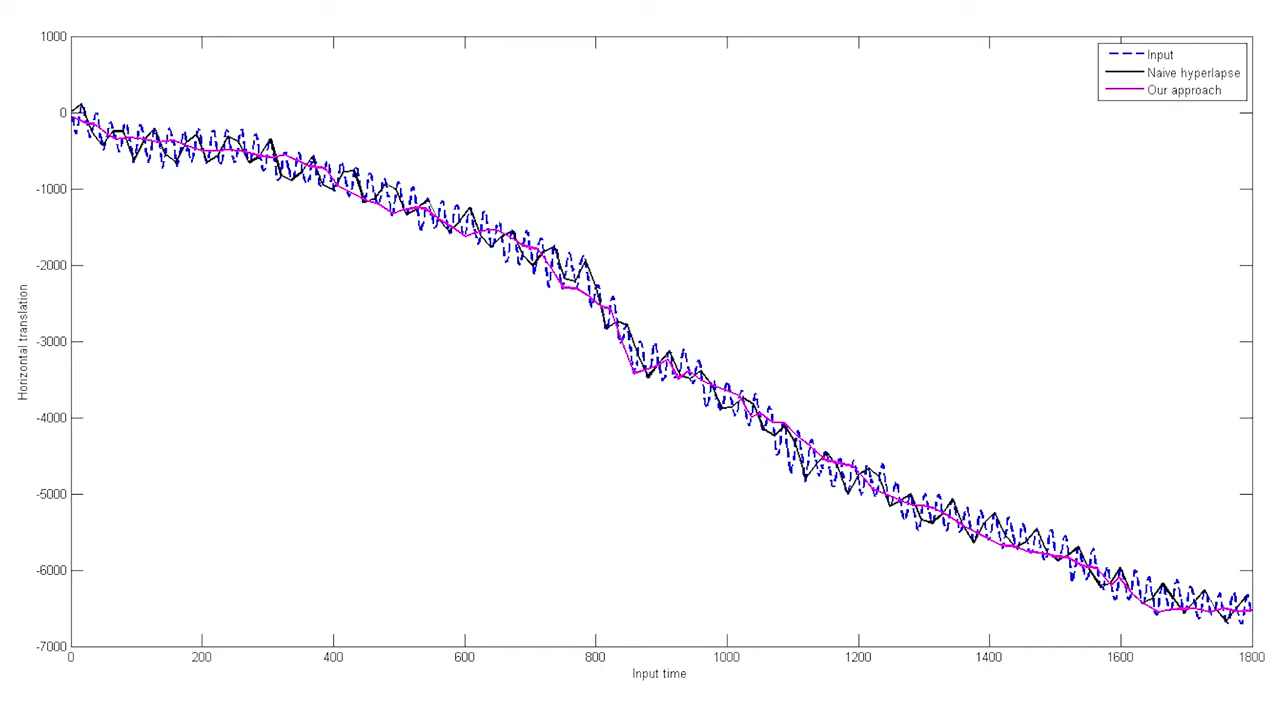 1000
0
-1000
-2000
-3000
-4000
-5000
-6000
-7000
Horizontal translation
Input
Naive hyperlapse
Our approach
0 200 400 600 800 1000 1200 1400 1600 1800
Input time